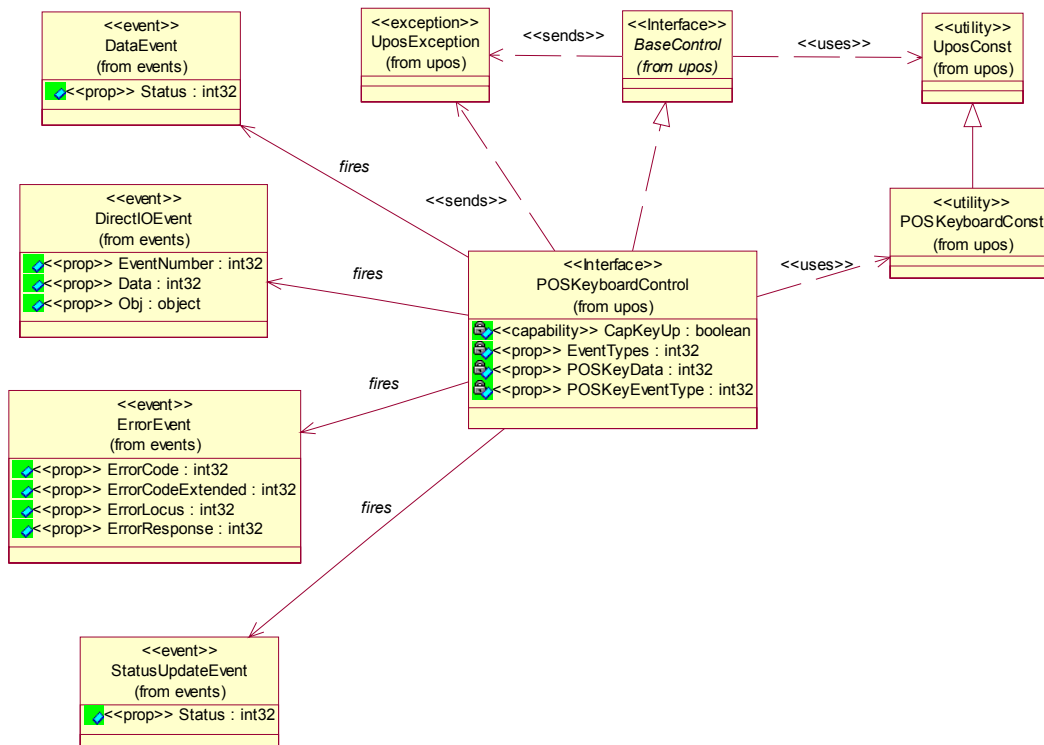 <<event>>
DataEvent
(from events)
<<prop>> Status : int32
<<exception>>
UposException
(from upos)
<<sends>>
<<Interface>>
BaseControl
(from upos)
<<uses>>
<<utility>>
UposConst
(from upos)
fires
<<sends>>
<<event>>
DirectIOEvent
(from events)
<<prop>> EventNumber : int32
<<prop>> Data : int32
<<prop>> Obj : object
fires
<<Interface>>
POSKeyboardControl
(from upos)
<<capability>> CapKeyUp : boolean
<<prop>> EventTypes : int32
<<prop>> POSKeyData : int32
<<prop>> POSKeyEventType : int32
<<uses>>
<<utility>>
POSKeyboardConst
(from upos)
fires
<<event>>
ErrorEvent
(from events)
<<prop>> ErrorCode : int32
<<prop>> ErrorCodeExtended : int32
<<prop>> ErrorLocus : int32
<<prop>> ErrorResponse : int32
fires
<<event>>
StatusUpdateEvent
(from events)
<<prop>> Status : int32